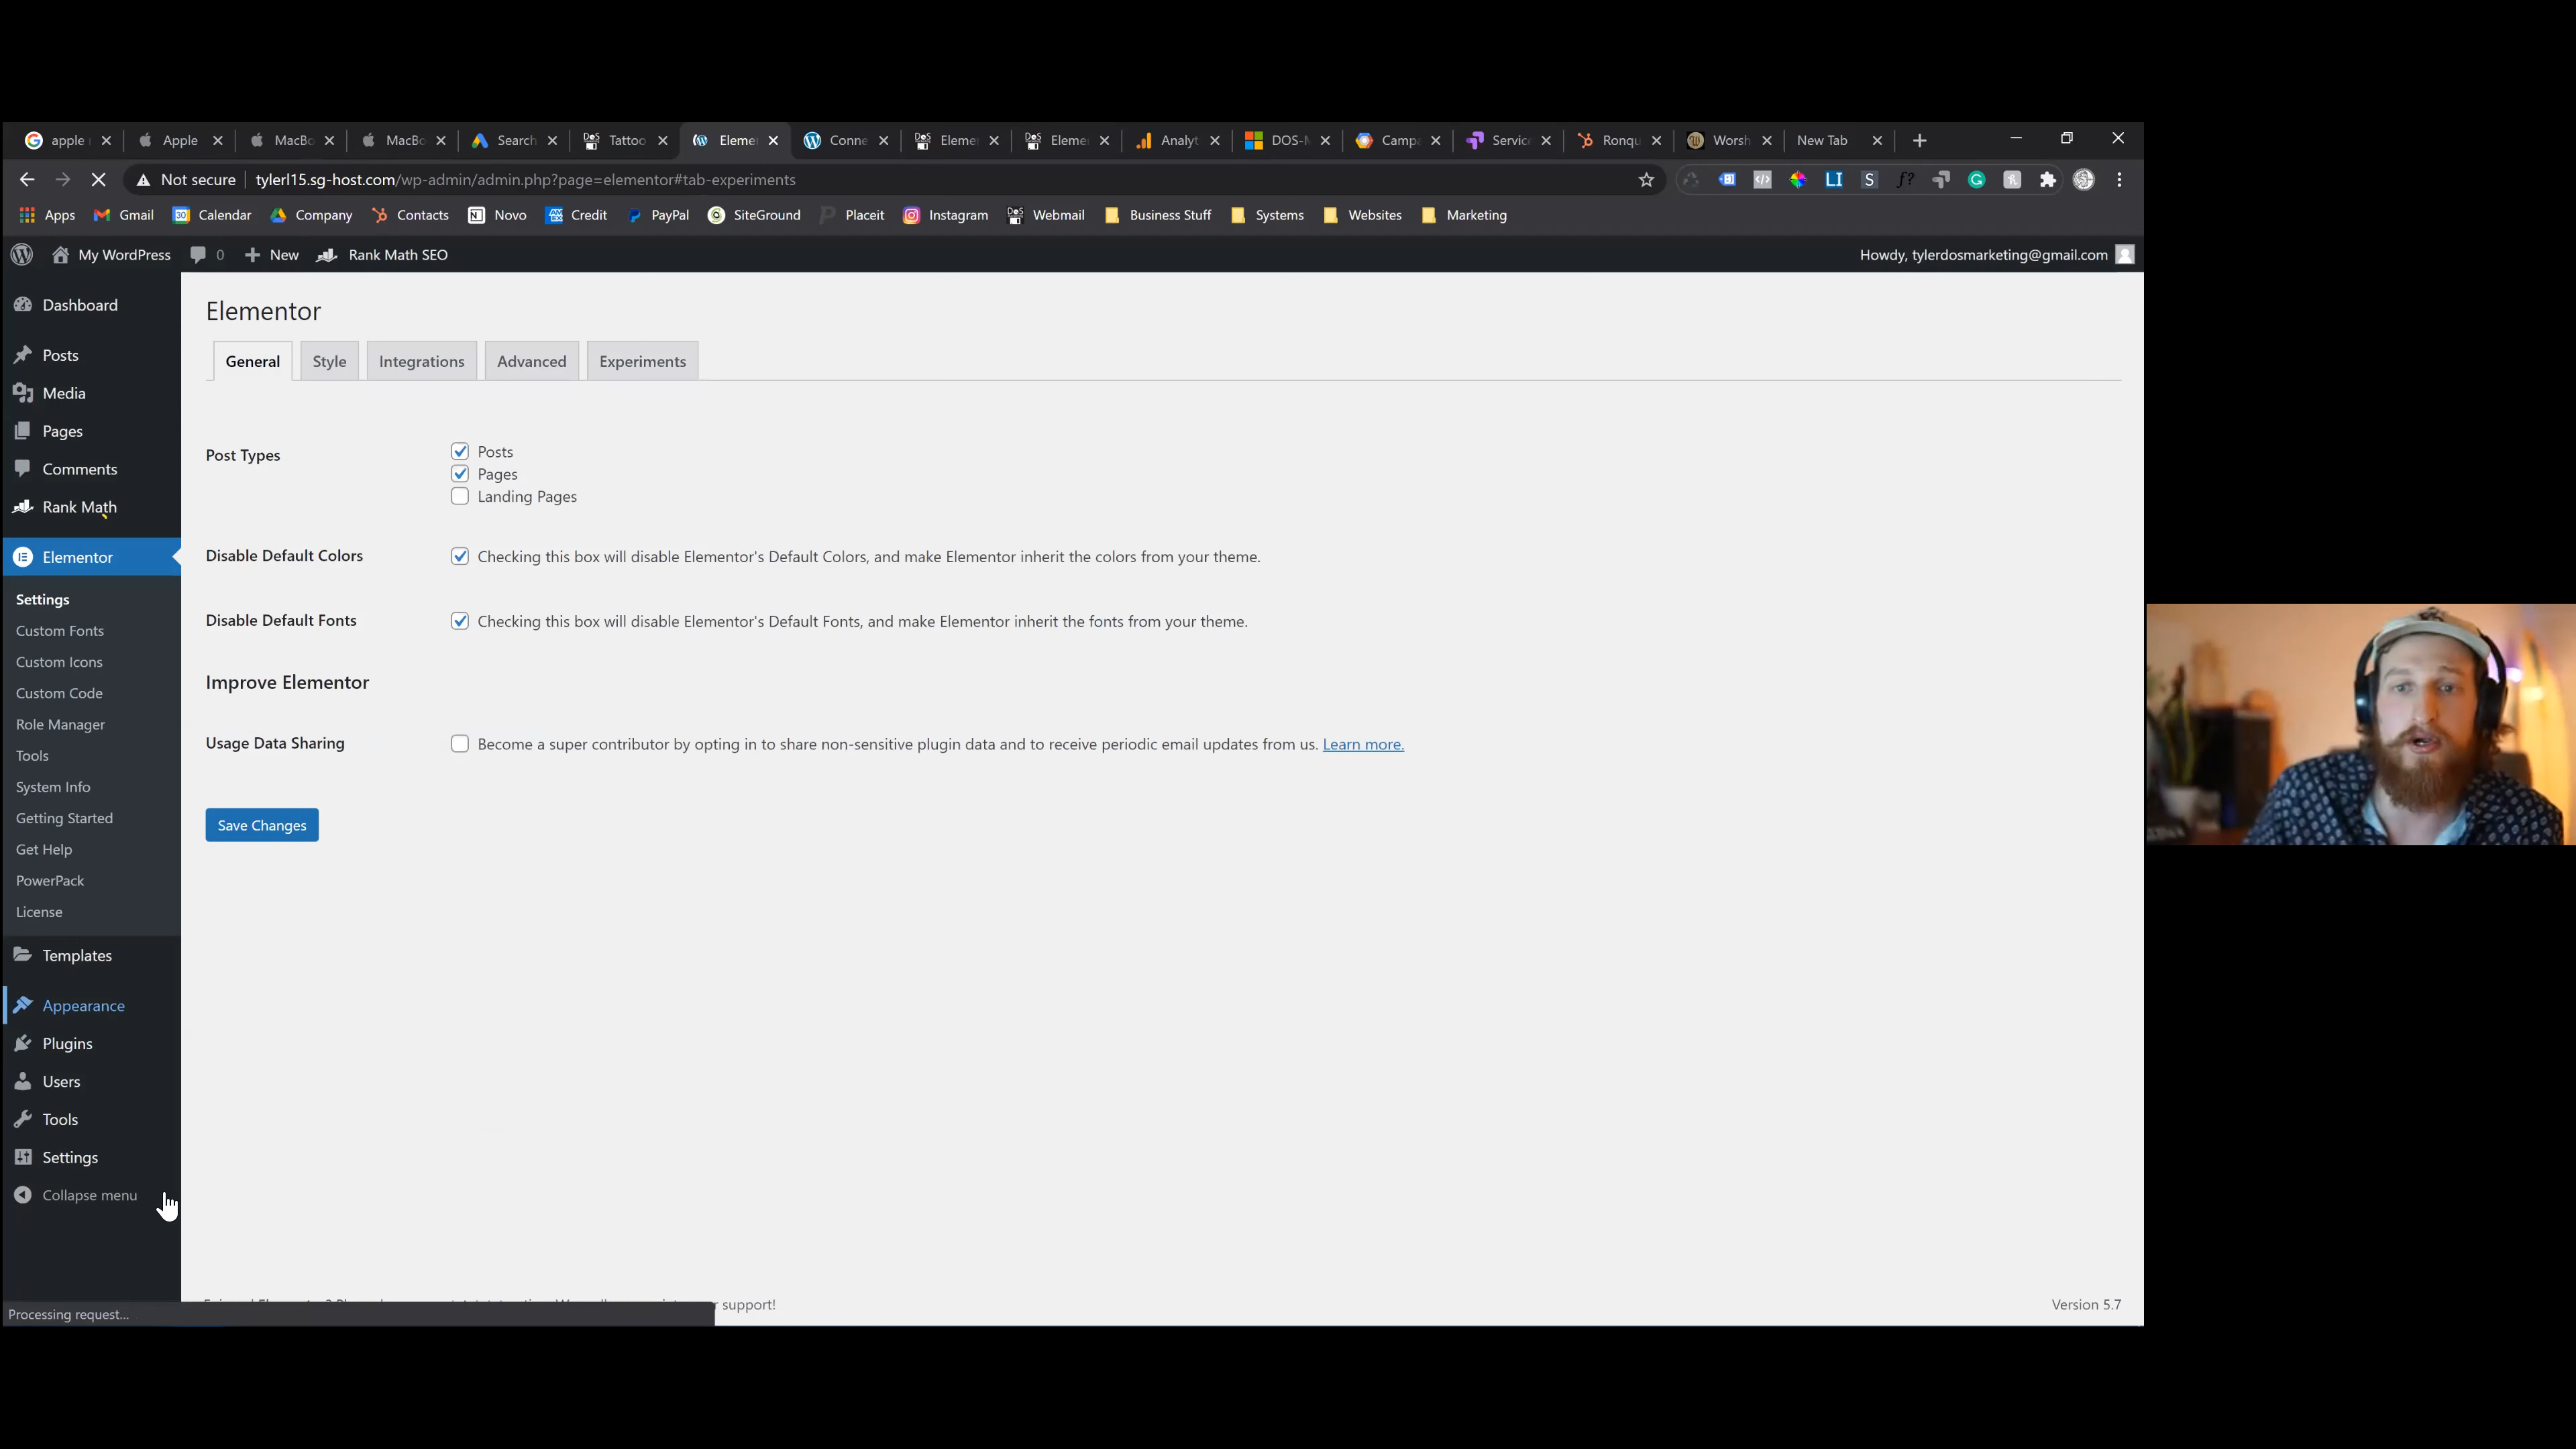 apple Apple MacBo MacBo Search Tattoo Eleme Conne Eleme Eleme Analyt DOS-M Campa Service Ronqu Worsh New Tab
Not secure tylerl15.sg-host.com/wp-admin/admin.php?page=elementor#tab-experiments
Apps Gmail Calendar Company Contacts Novo Credit PayPal SiteGround Placeit Instagram Webmail Business Stuff Systems Websites Marketing
My WordPress 0 New Rank Math SEO Howdy, tylerdosmarketing@gmail.com
Dashboard
Posts
Media
Pages
Comments
Rank Math
Elementor
Settings
Custom Fonts
Custom Icons
Custom Code
Role Manager
Tools
System Info
Getting Started
Get Help
PowerPack
License
Templates
Appearance
Plugins
Users
Tools
Settings
Collapse menu
Elementor
General Style Integrations Advanced Experiments
Post Types
Posts
Pages
Landing Pages
Disable Default Colors Checking this box will disable Elementor's Default Colors, and make Elementor inherit the colors from your theme.
Disable Default Fonts Checking this box will disable Elementor's Default Fonts, and make Elementor inherit the fonts from your theme.
Improve Elementor
Usage Data Sharing Become a super contributor by opting in to share non-sensitive plugin data and to receive periodic email updates from us. Learn more.
Save Changes
support! Version 5.7
Processing request...